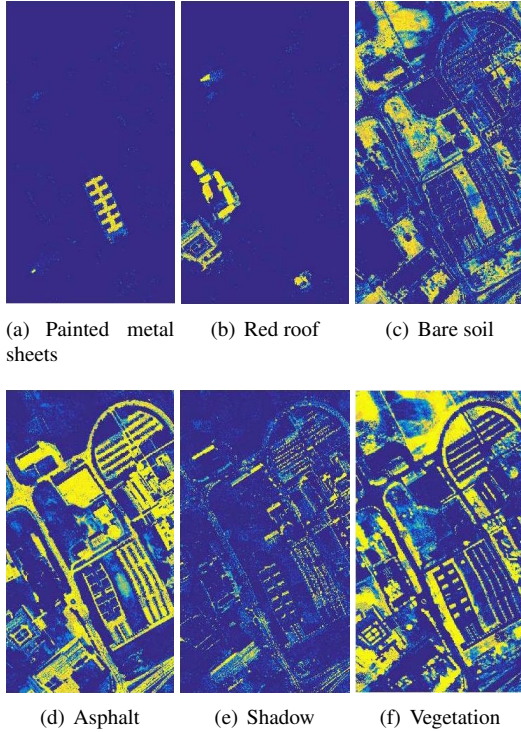 (a) Painted metal
sheets
(b) Red roof
(c) Bare soil
(d) Asphalt
(e) Shadow
(f) Vegetation